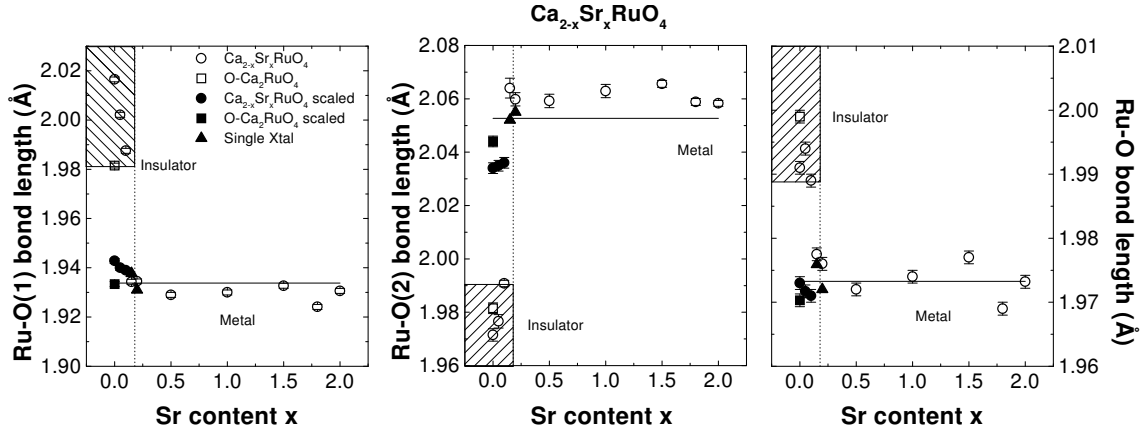 Ca2-xSrxRuO4
Ru-O(1) bond length (Å)
2.02
2.00
1.98
1.96
1.94
1.92
1.90
Ca2-xSrxRuO4
O-Ca2RuO4
Ca2-xSrxRuO4 scaled
O-Ca2RuO4 scaled
Single Xtal
Insulator
Metal
0.0 0.5 1.0 1.5 2.0
Sr content x
Ru-O(2) bond length (Å)
2.08
2.06
2.04
2.02
2.00
1.98
1.96
Metal
Insulator
0.0 0.5 1.0 1.5 2.0
Sr content x
Insulator
Metal
2.01
2.00
1.99
1.98
1.97
1.96
Ru-O bond length (Å)
0.0 0.5 1.0 1.5 2.0
Sr content x